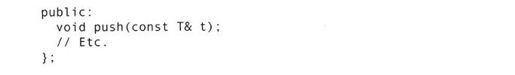 public:
void push(const T& t);
// Etc.
};